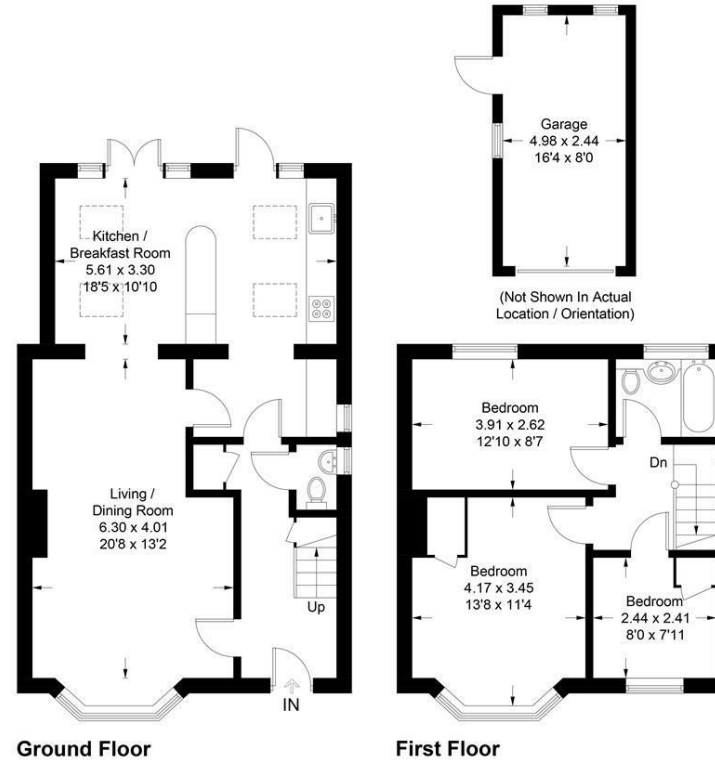 Garage
4.98 x 2.44
16'4 x 8'0
(Not Shown In Actual
Location / Orientation)
Kitchen /
Breakfast Room
5.61 x 3.30
18'5 x 10'10
Living /
Dining Room
6.30 x 4.01
20'8 x 13'2
Up
IN
Ground Floor
Bedroom
3.91 x 2.62
12'10 x 8'7
Dn
Bedroom
4.17 x 3.45
13'8 x 11'4
Bedroom
2.44 x 2.41
8'0 x 7'11
First Floor